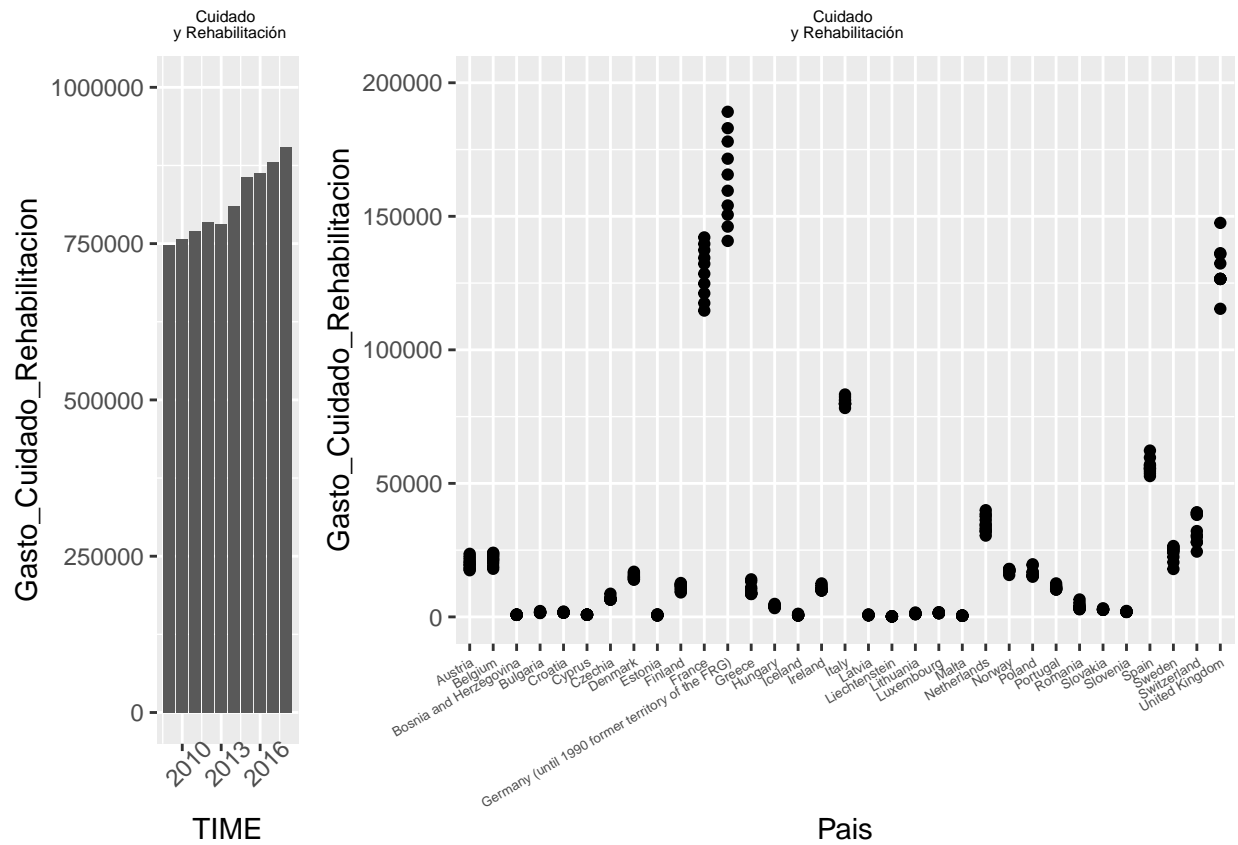 Cuidado
y Rehabilitación
1000000
750000
500000
250000
0
Gasto_Cuidado_Rehabilitacion
2010
2013
2016
TIME
Cuidado
y Rehabilitación
200000
150000
100000
50000
0
Gasto_Cuidado_Rehabilitacion
Austria
Belgium
Bosnia and Herzegovina
Bulgaria
Croatia
Cyprus
Czechia
Denmark
Estonia
Finland
France
Germany (until 1990 former territory of the FRG)
Greece
Hungary
Iceland
Ireland
Italy
Latvia
Liechtenstein
Lithuania
Luxembourg
Malta
Netherlands
Norway
Poland
Portugal
Romania
Slovakia
Slovenia
Spain
Sweden
Switzerland
United Kingdom
Pais